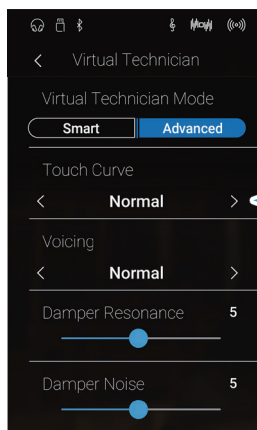 Virtual Technician
Virtual Technician Mode
Smart Advanced
Touch Curve
Normal
Voicing
Normal
Damper Resonance 5
Damper Noise 5